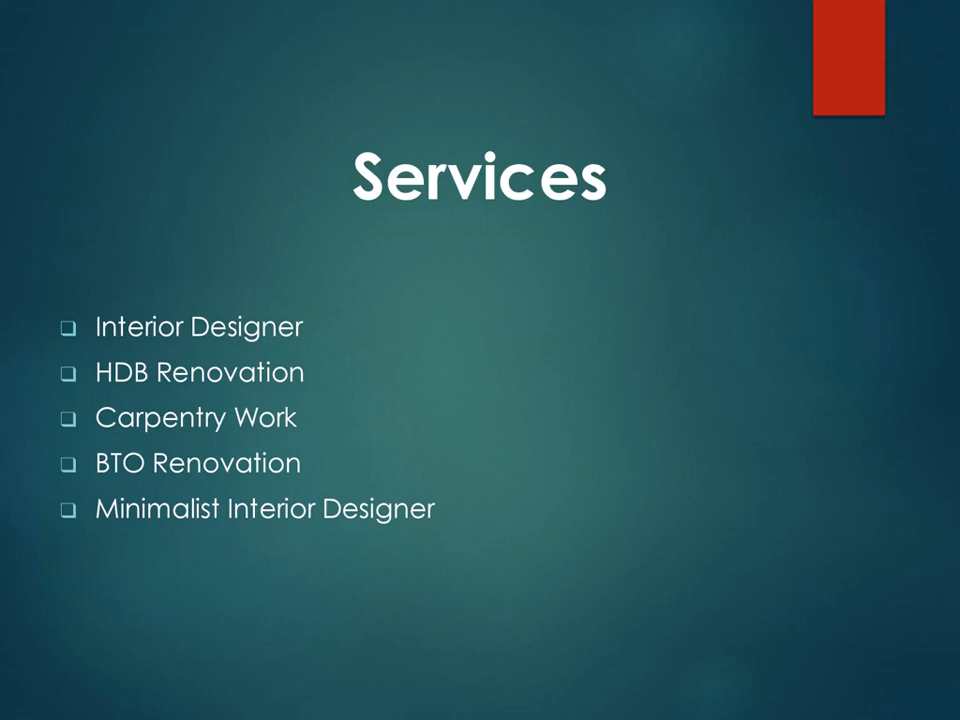 Services
Interior Designer
HDB Renovation
Carpentry Work
BTO Renovation
Minimalist Interior Designer